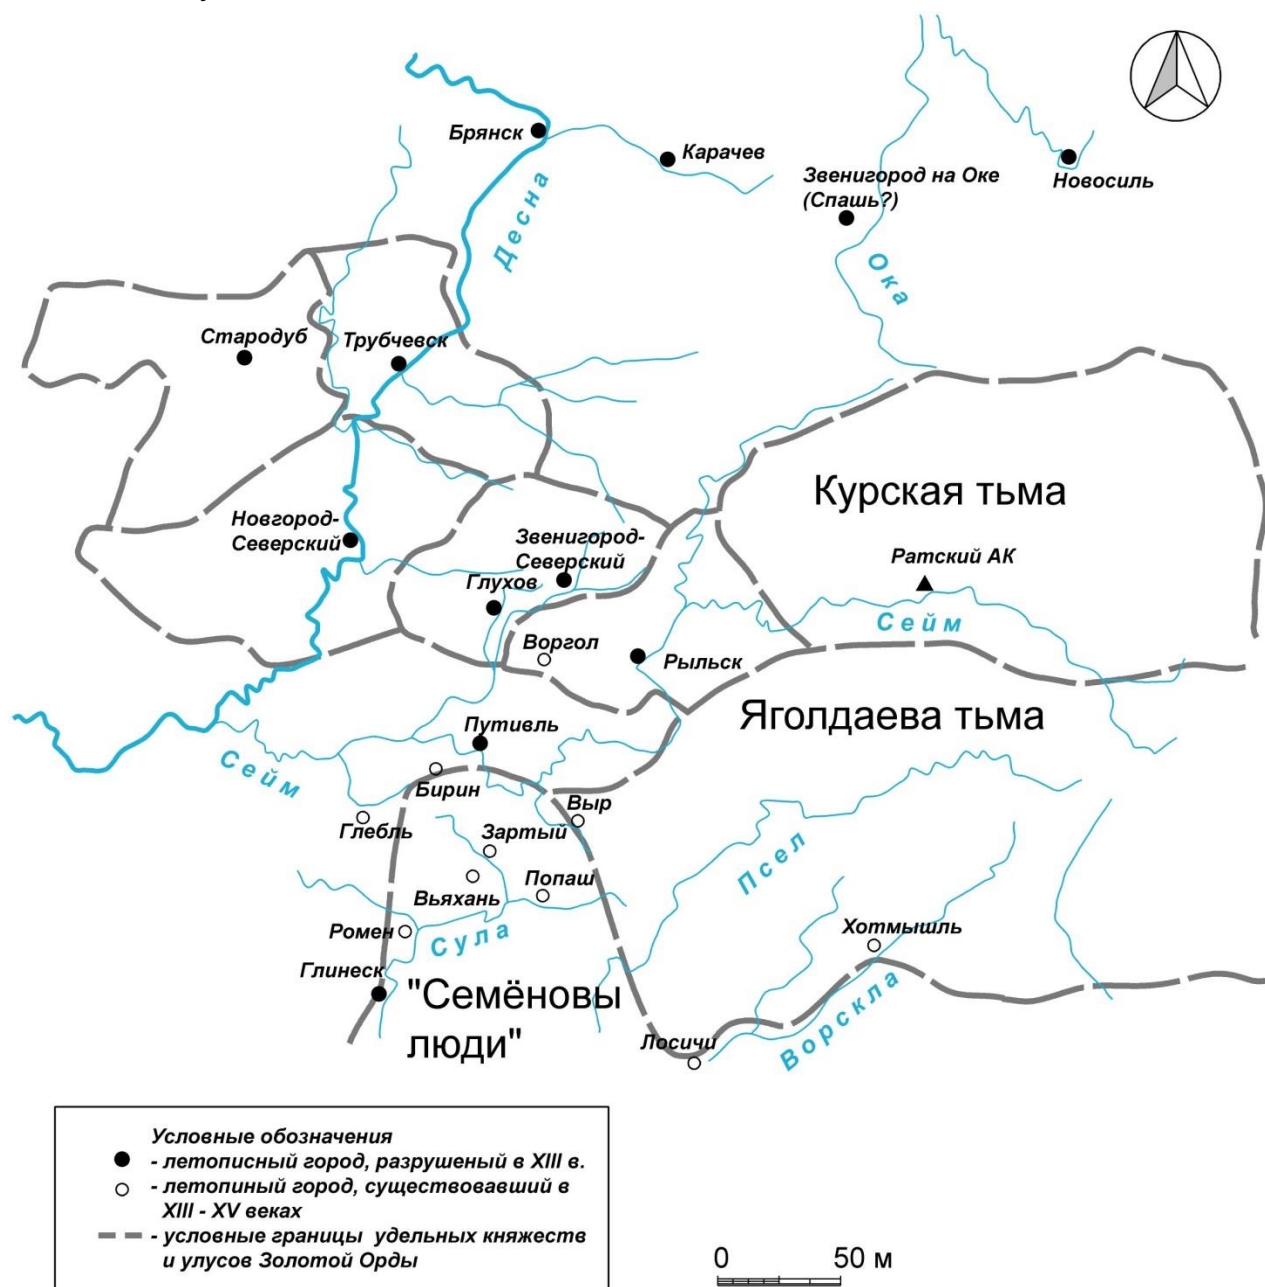 Брянск
Карачев
Звенигород на Оке
(Спашь?)
Новосиль
Десна
Ока
Стародуб
Трубчевск
Курская тьма
Новгород-
Северский
Звенигород-
Северский
Глухов
Ратский АК
Сейм
Воргол
Рыльск
Яголдаева тьма
Путивль
Сейм
Бирин
Выр
Глебль
Зартый
Псел
Вьяхань
Попаш
Ромен
Сула
Хотмышль
Глинеск
"Семёновы
люди"
Ворскла
Лосичи
Условные обозначения
- летописный город, разрушеный в XIII в.
- летопиный город, существовавший в
XIII - XV веках
- условные границы удельных княжеств
и улусов Золотой Орды
0 50 м